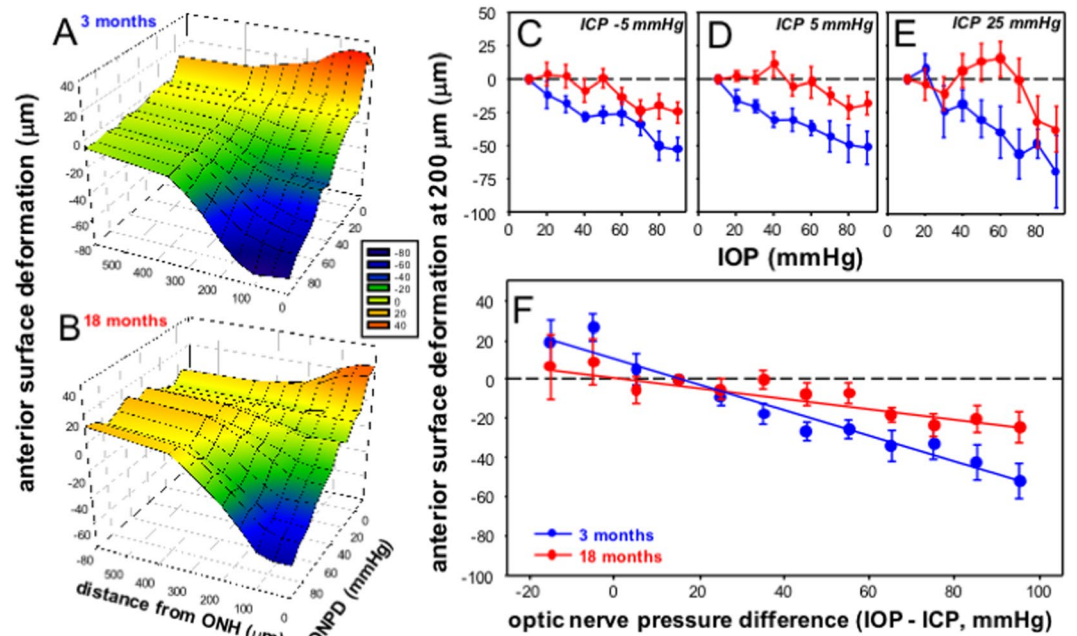 A
3 months
anterior surface deformation (μm)
40
20
0
-20
-40
-60
-80
500
400
300
200
100
0
0
20
40
60
80
-80
-60
-40
-20
0
20
40
B
18 months
40
20
0
-20
-40
-60
-80
500
400
300
200
100
0
0
20
40
60
80
distance from ONH (μm)
ONPD (mmHg)
anterior surface deformation at 200 μm (μm)
50
25
0
-25
-50
-75
-100
C
ICP -5 mmHg
0 20 40 60 80
D
ICP 5 mmHg
0 20 40 60 80
E
ICP 25 mmHg
0 20 40 60 80
IOP (mmHg)
F
40
20
0
-20
-40
-60
-80
-100
3 months
18 months
-20 0 20 40 60 80 100
optic nerve pressure difference (IOP - ICP, mmHg)